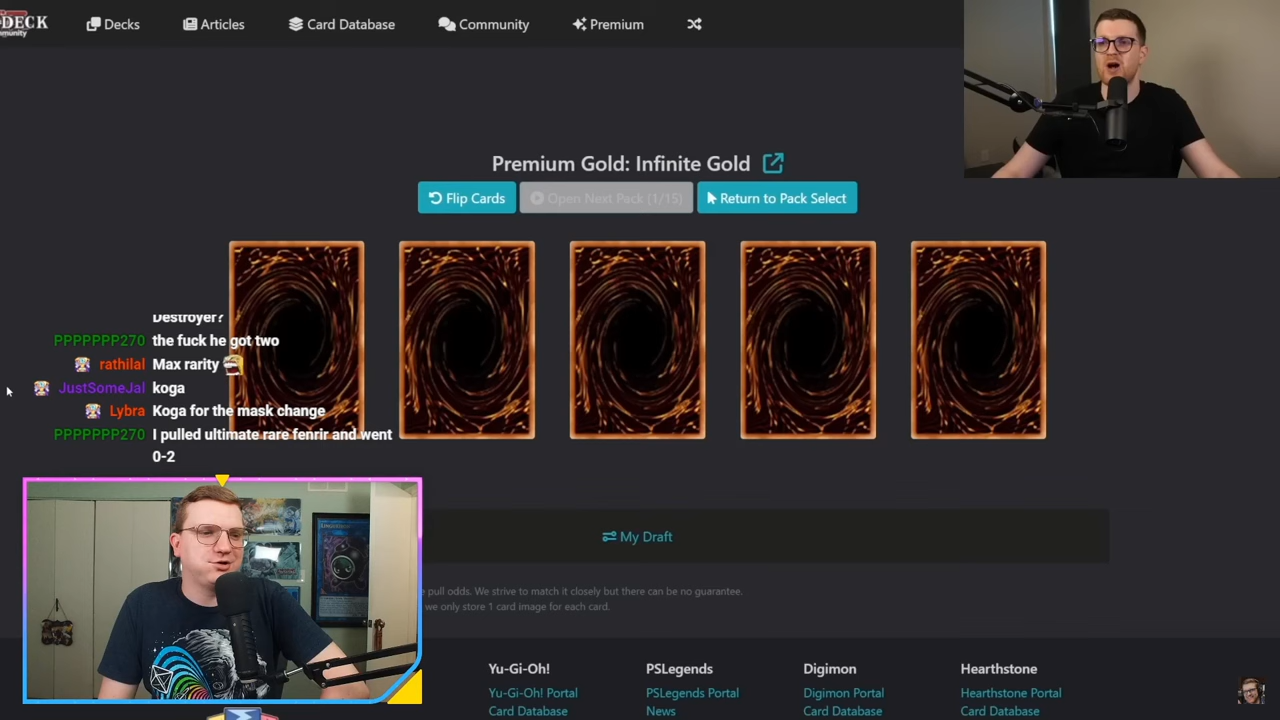 DECK
Decks
Articles
Card Database
Community
Premium
Premium Gold: Infinite Gold
Flip Cards
Open Next Pack (1/15)
Return to Pack Select
Destroyer?
PPPPPPP270 the fuck he got two
rathilal Max rarity
JustSomeJal koga
Lybra Koga for the mask change
PPPPPPP270 I pulled ultimate rare fenrir and went
0-2
My Draft
pull odds. We strive to match it closely but there can be no guarantee.
we only store 1 card image for each card.
Yu-Gi-Oh!
PSLegends
Digimon
Hearthstone
Yu-Gi-Oh! Portal
PSLegends Portal
Digimon Portal
Hearthstone Portal
Card Database
News
Card Database
Card Database